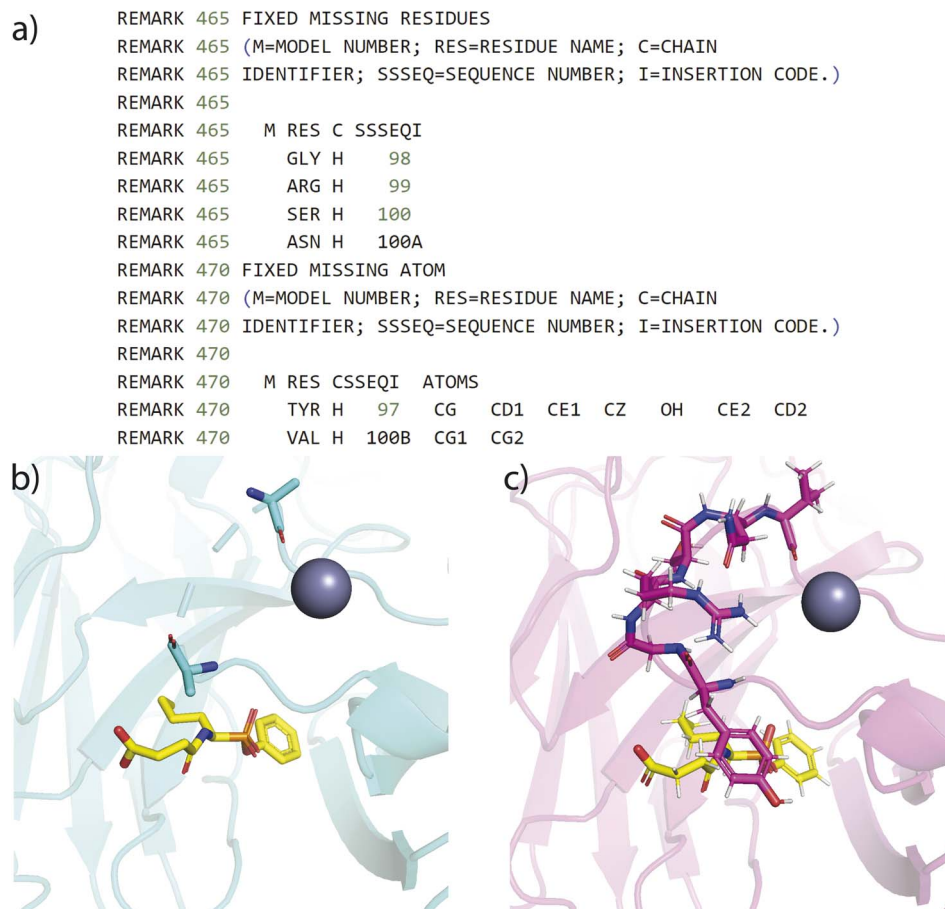 a)
REMARK 465 FIXED MISSING RESIDUES
REMARK 465 (M=MODEL NUMBER; RES=RESIDUE NAME; C=CHAIN
REMARK 465 IDENTIFIER; SSSEQ=SEQUENCE NUMBER; I=INSERTION CODE.)
REMARK 465
REMARK 465   M RES C SSSEQI
REMARK 465     GLY H    98
REMARK 465     ARG H    99
REMARK 465     SER H   100
REMARK 465     ASN H   100A
REMARK 470 FIXED MISSING ATOM
REMARK 470 (M=MODEL NUMBER; RES=RESIDUE NAME; C=CHAIN
REMARK 470 IDENTIFIER; SSSEQ=SEQUENCE NUMBER; I=INSERTION CODE.)
REMARK 470
REMARK 470   M RES CSSEQI  ATOMS
REMARK 470     TYR H   97   CG   CD1  CE1  CZ   OH   CE2  CD2
REMARK 470     VAL H  100B  CG1  CG2
b)
c)